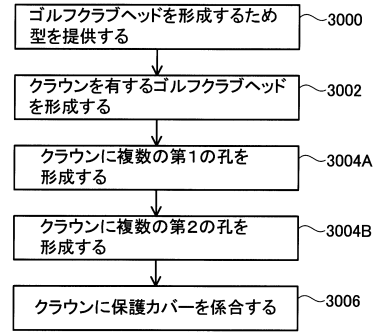 ゴルフクラブヘッドを形成するため
型を提供する
3000
クラウンを有するゴルフクラブヘッド
を形成する
3002
クラウンに複数の第1の孔を
形成する
3004A
クラウンに複数の第2の孔を
形成する
3004B
クラウンに保護カバーを係合する
3006